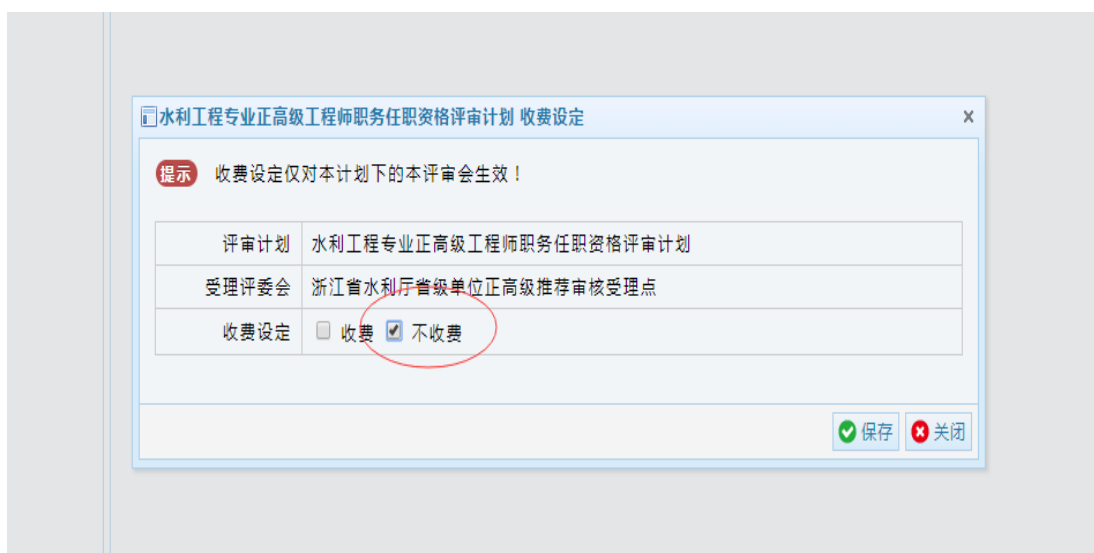 水利工程专业正高级工程师职务任职资格评审计划 收费设定
提示 收费设定仅对本计划下的本评审会生效！
评审计划 水利工程专业正高级工程师职务任职资格评审计划
受理评委会 浙江省水利厅省级单位正高级推荐审核受理点
收费设定 收费 不收费
保存 关闭